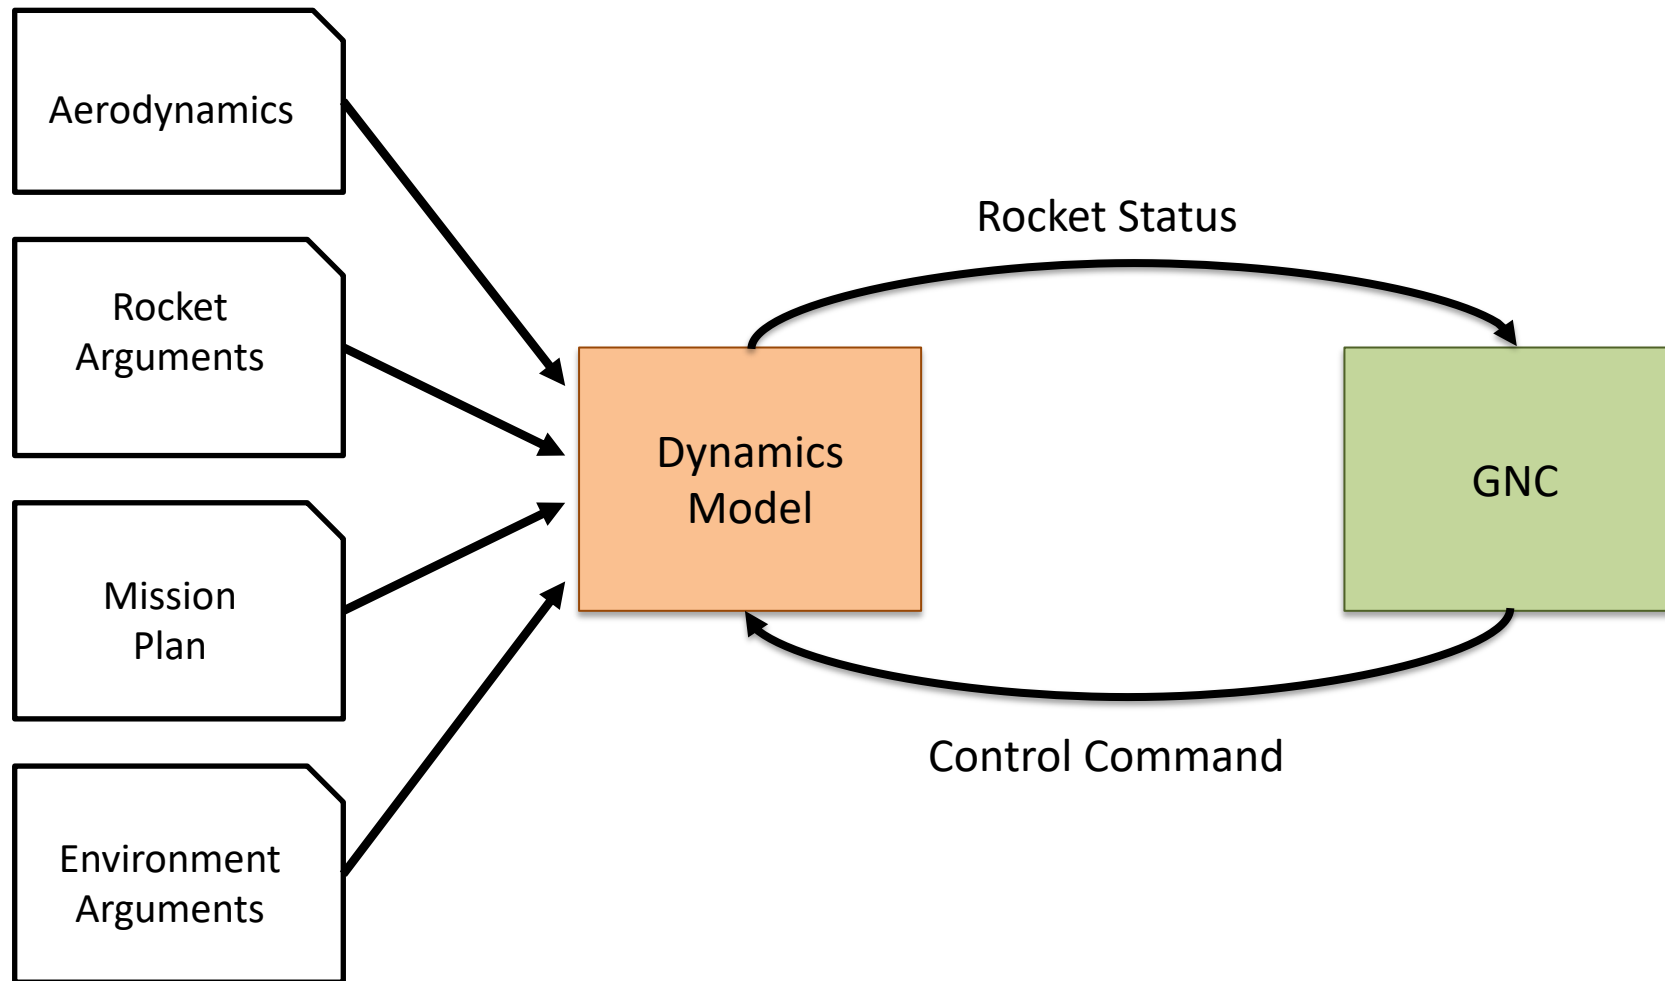 Aerodynamics
Rocket
Arguments
Mission
Plan
Environment
Arguments
Rocket Status
Dynamics
Model
GNC
Control Command